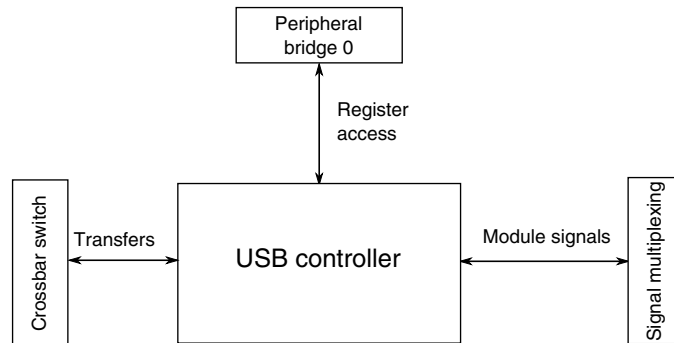 Peripheral
bridge 0
Register
access
Crossbar switch
Transfers
USB controller
Module signals
Signal multiplexing